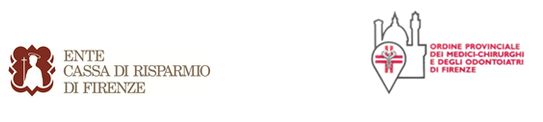 ENTE
CASSA DI RISPARMIO
DI FIRENZE
ORDINE PROVINCIALE
DEI MEDICI-CHIRURGHI
E DEGLI ODONTOIATRI
DI FIRENZE